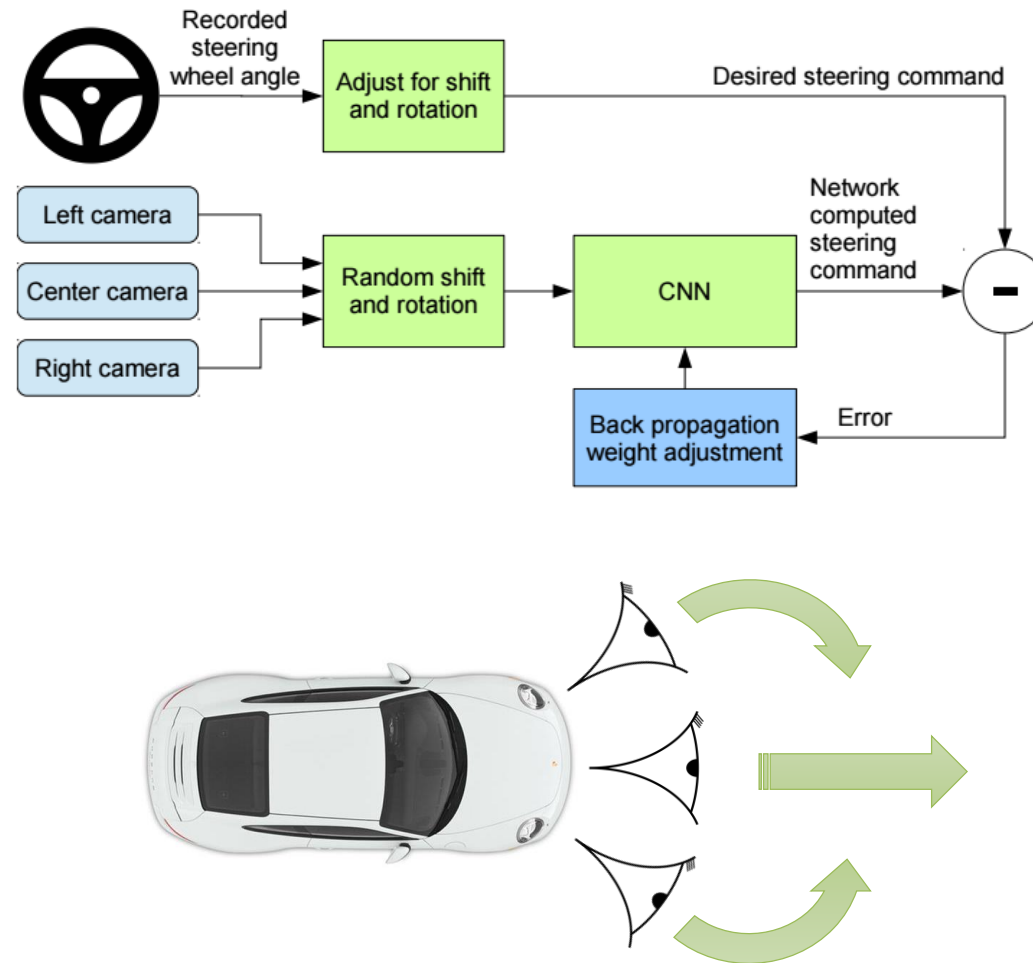 Recorded
steering
wheel angle
Adjust for shift
and rotation
Desired steering command
Left camera
Center camera
Right camera
Random shift
and rotation
CNN
Network
computed
steering
command
-
Back propagation
weight adjustment
Error